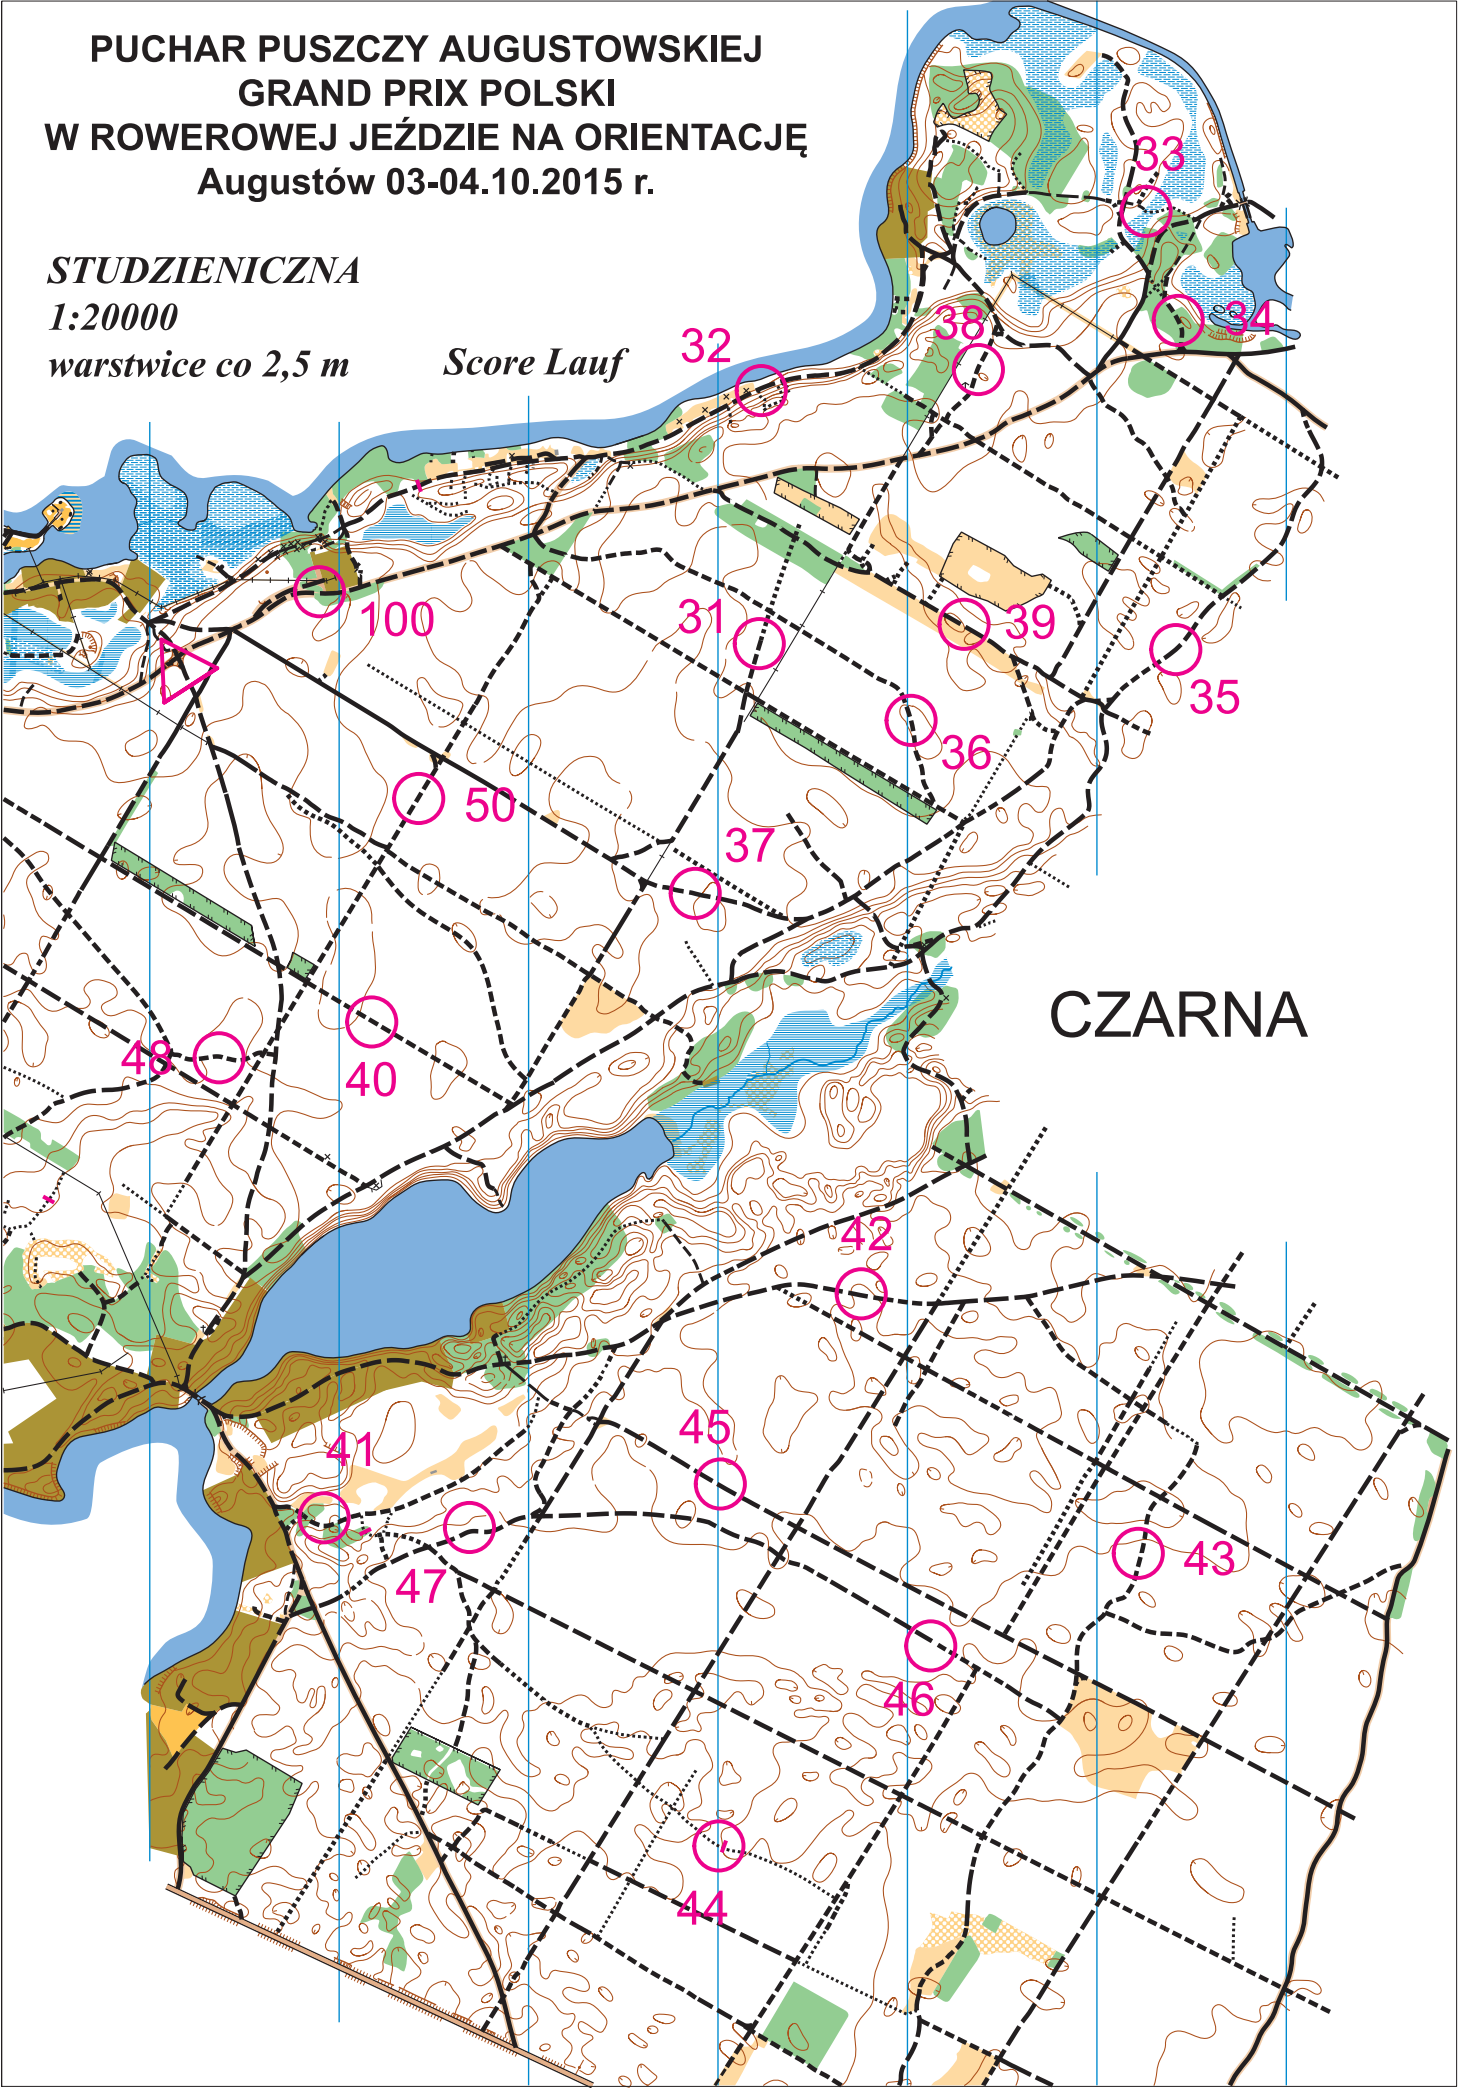 PUCHAR PUSZCZY AUGUSTOWSKIEJ
GRAND PRIX POLSKI
W ROWEROWEJ JEŹDZIE NA ORIENTACJĘ
Augustów 03-04.10.2015 r.
STUDZIENICZNA
1:20000
warstwice co 2,5 m
Score Lauf
33
34
38
32
100
31
39
35
36
50
37
CZARNA
48
40
42
45
41
43
47
46
44